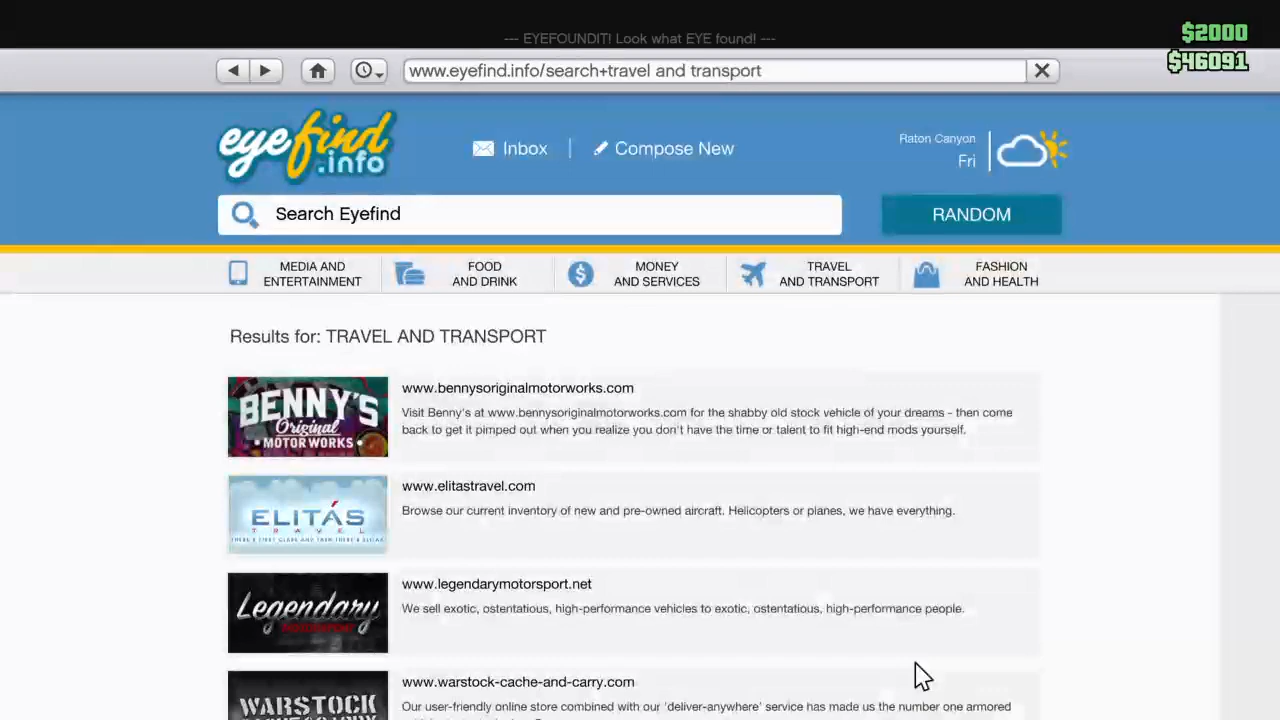 $2000
--- EYEFOUNDIT! Look what EYE found! ---
$46091
www.eyefind.info/search+travel and transport
eyefind
.info
Inbox | Compose New
Raton Canyon
Fri
Search Eyefind
RANDOM
MEDIA AND
ENTERTAINMENT
FOOD
AND DRINK
MONEY
AND SERVICES
TRAVEL
AND TRANSPORT
FASHION
AND HEALTH
Results for: TRAVEL AND TRANSPORT
BENNY'S
Original
MOTOR WORKS
www.bennysoriginalmotorworks.com
Visit Benny's at www.bennysoriginalmotorworks.com for the shabby old stock vehicle of your dreams - then come
back to get it pimped out when you realize you don't have the time or talent to fit high-end mods yourself.
ELITÁS
TRAVEL
www.elitastravel.com
Browse our current inventory of new and pre-owned aircraft. Helicopters or planes, we have everything.
Legendary
MOTORSPORT
www.legendarymotorsport.net
We sell exotic, ostentatious, high-performance vehicles to exotic, ostentatious, high-performance people.
WARSTOCK
www.warstock-cache-and-carry.com
Our user-friendly online store combined with our 'deliver-anywhere' service has made us the number one armored